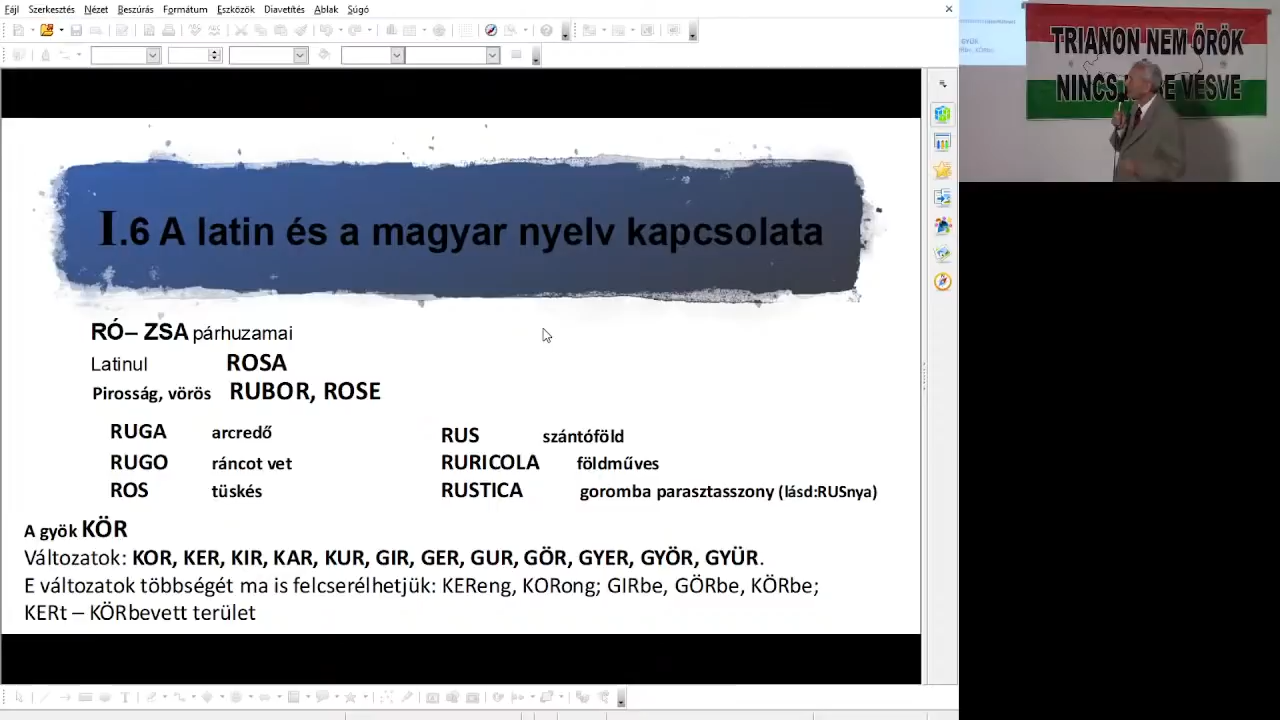 Fájl Szerkesztés Nézet Beszúrás Formátum Eszközök Diavetítés Ablak Súgó
TRIANON NEM ÖRÖK
NINCS VÉSVE
I.6 A latin és a magyar nyelv kapcsolata
RÓ– ZSA párhuzamai
Latinul ROSA
Pirosság, vörös RUBOR, ROSE
RUGA arcredő RUS szántóföld
RUGO ráncot vet RURICOLA földműves
ROS tüskés RUSTICA goromba parasztasszony (lásd:RUSnya)
A gyök KÖR
Változatok: KOR, KER, KIR, KAR, KUR, GIR, GER, GUR, GÖR, GYER, GYÖR, GYÜR.
E változatok többségét ma is felcserélhetjük: KEReng, KORong; GIRbe, GÖRbe, KÖRbe;
KERt – KÖRbevett terület